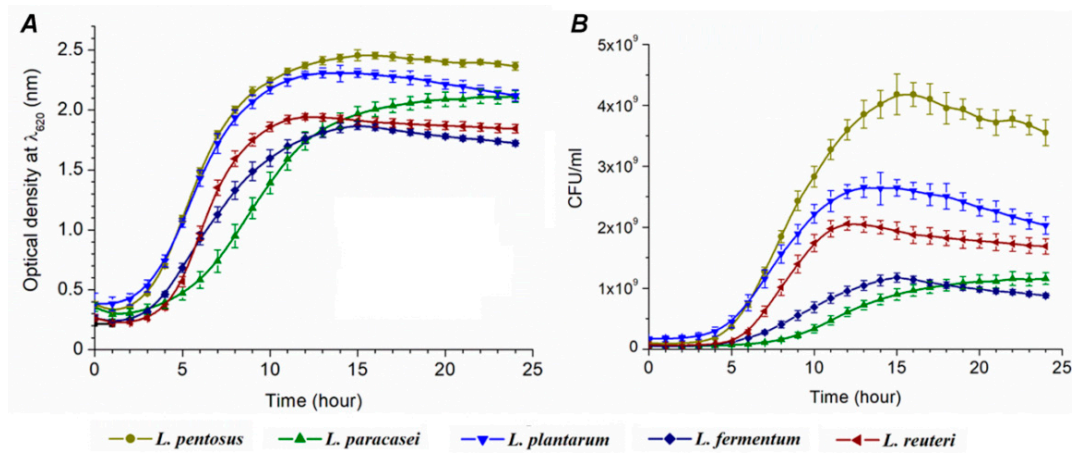 A
Optical density at λ620 (nm)
2.5
2.0
1.5
1.0
0.5
0
0 5 10 15 20 25
Time (hour)
B
CFU/ml
5x10⁹
4x10⁹
3x10⁹
2x10⁹
1x10⁹
0
0 5 10 15 20 25
Time (hour)
L. pentosus L. paracasei L. plantarum L. fermentum L. reuteri